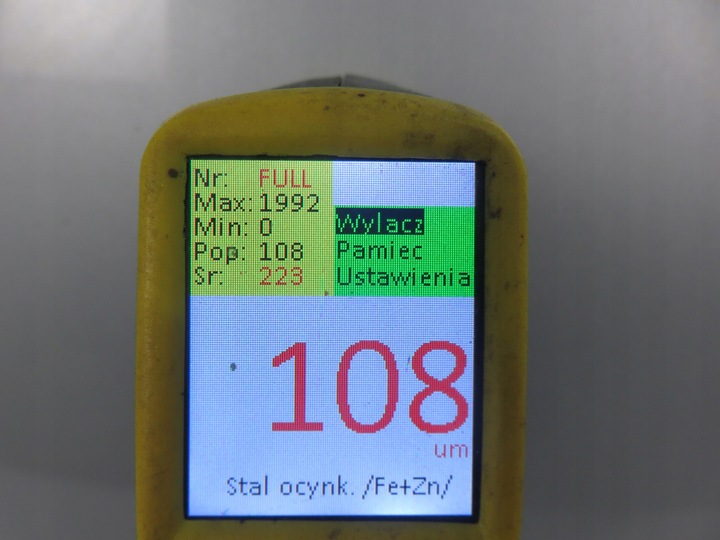 Nr: FULL
Max: 1992
Min: 0
Pop: 108
Sr: 223
Wylacz
Pamiec
Ustawienia
108
um
Stal ocynk. /Fe+Zn/